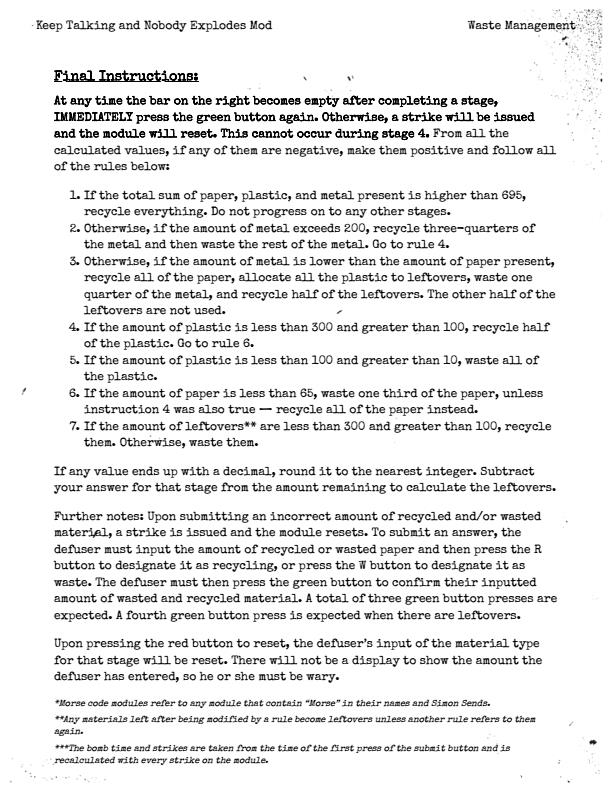 Keep Talking and Nobody Explodes Mod
Waste Management
Final Instructions:
At any time the bar on the right becomes empty after completing a stage,
IMMEDIATELY press the green button again. Otherwise, a strike will be issued
and the module will reset. This cannot occur during stage 4. From all the
calculated values, if any of them are negative, make them positive and follow all
of the rules below:
1. If the total sum of paper, plastic, and metal present is higher than 695,
recycle everything. Do not progress on to any other stages.
2. Otherwise, if the amount of metal exceeds 200, recycle three-quarters of
the metal and then waste the rest of the metal. Go to rule 4.
3. Otherwise, if the amount of metal is lower than the amount of paper present,
recycle all of the paper, allocate all the plastic to leftovers, waste one
quarter of the metal, and recycle half of the leftovers. The other half of the
leftovers are not used.
4. If the amount of plastic is less than 300 and greater than 100, recycle half
of the plastic. Go to rule 6.
5. If the amount of plastic is less than 100 and greater than 10, waste all of
the plastic.
6. If the amount of paper is less than 65, waste one third of the paper, unless
instruction 4 was also true — recycle all of the paper instead.
7. If the amount of leftovers** are less than 300 and greater than 100, recycle
them. Otherwise, waste them.
If any value ends up with a decimal, round it to the nearest integer. Subtract
your answer for that stage from the amount remaining to calculate the leftovers.
Further notes: Upon submitting an incorrect amount of recycled and/or wasted
material, a strike is issued and the module resets. To submit an answer, the
defuser must input the amount of recycled or wasted paper and then press the R
button to designate it as recycling, or press the W button to designate it as
waste. The defuser must then press the green button to confirm their inputted
amount of wasted and recycled material. A total of three green button presses are
expected. A fourth green button press is expected when there are leftovers.
Upon pressing the red button to reset, the defuser's input of the material type
for that stage will be reset. There will not be a display to show the amount the
defuser has entered, so he or she must be wary.
*Morse code modules refer to any module that contain "Morse" in their names and Simon Sends.
**Any materials left after being modified by a rule become leftovers unless another rule refers to them
again.
***The bomb time and strikes are taken from the time of the first press of the submit button and is
recalculated with every strike on the module.